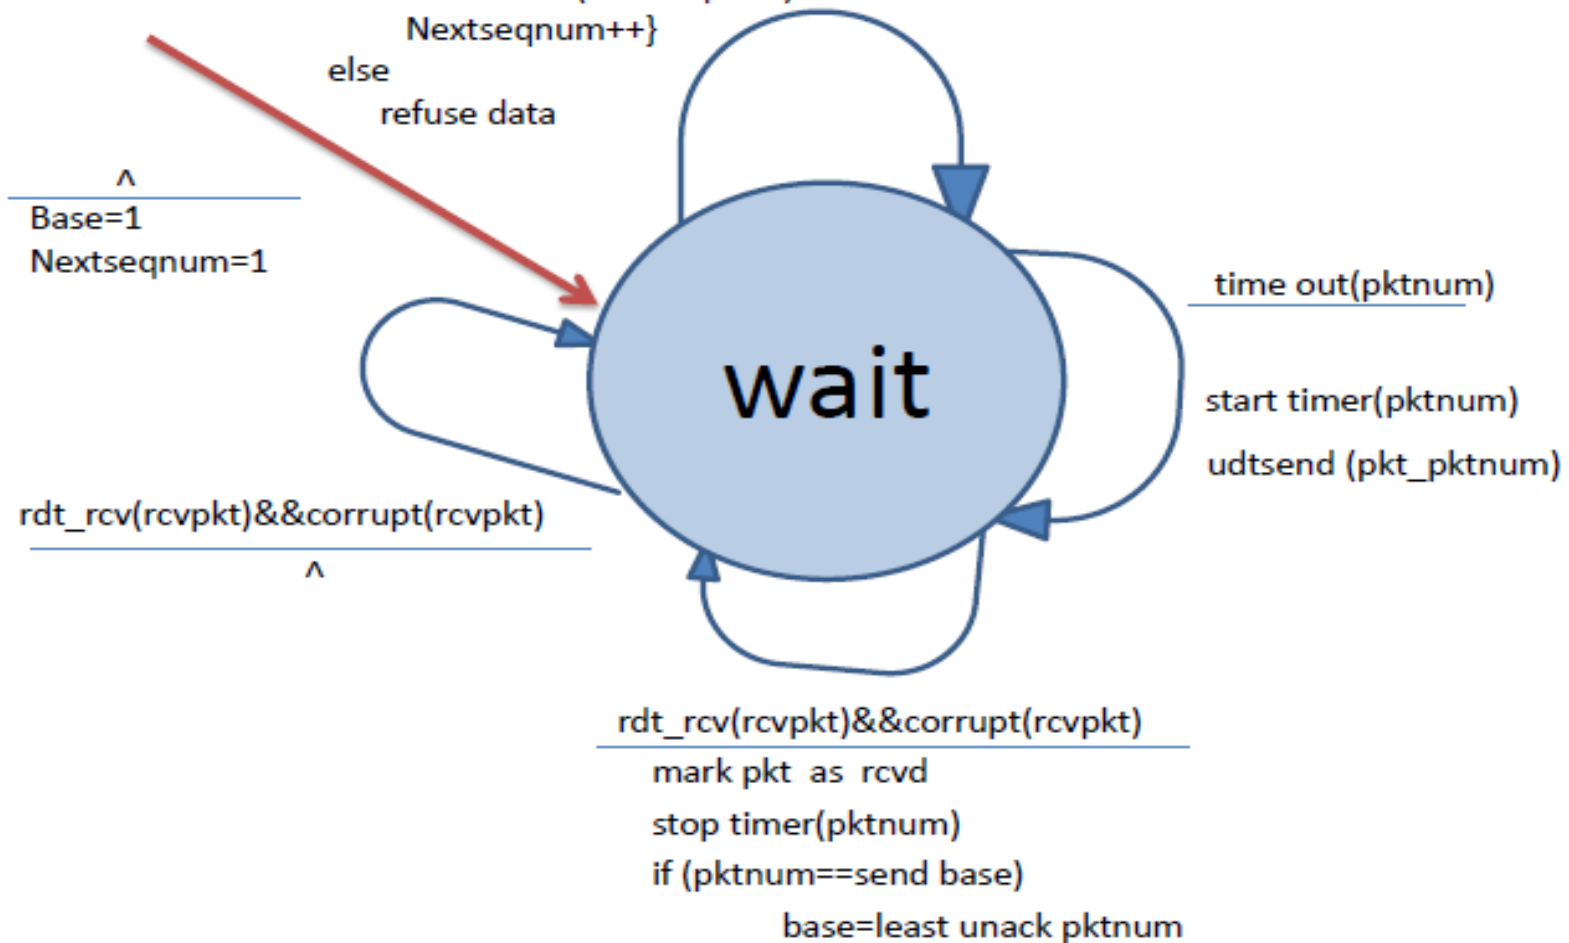 Nextseqnum++}
else
refuse data
^
Base=1
Nextseqnum=1
time out(pktnum)
wait
start timer(pktnum)
udtsend (pkt_pktnum)
rdt_rcv(rcvpkt)&&corrupt(rcvpkt)
^
rdt_rcv(rcvpkt)&&corrupt(rcvpkt)
mark pkt as rcvd
stop timer(pktnum)
if (pktnum==send base)
base=least unack pktnum